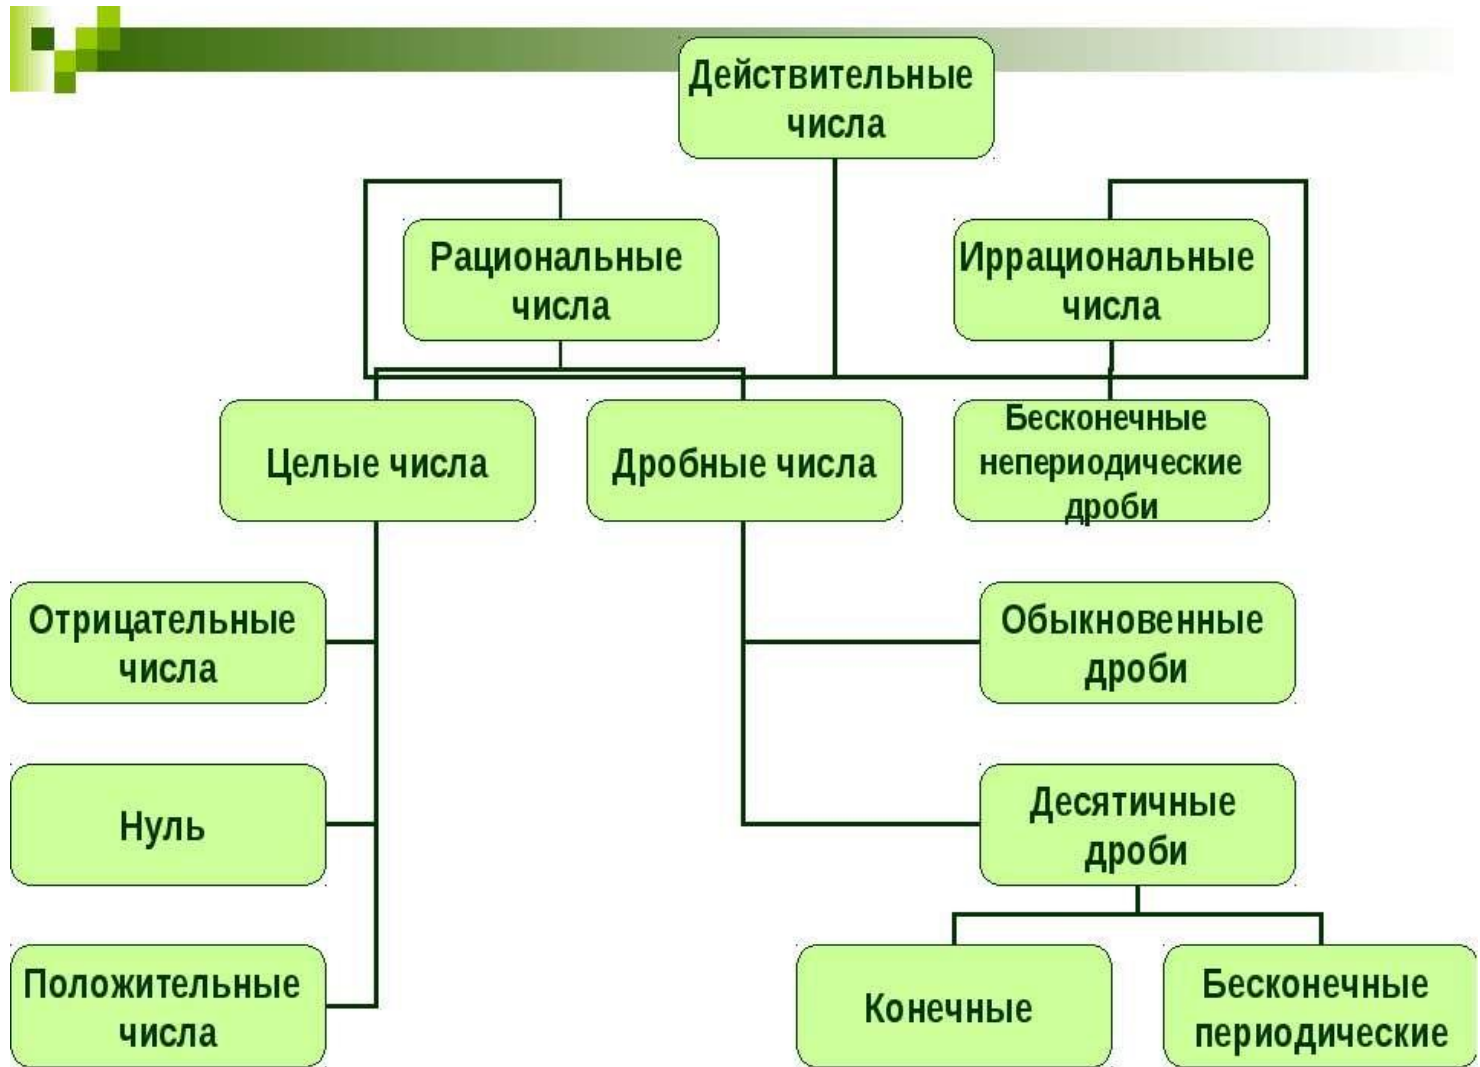 Действительные
числа
Рациональные
числа
Иррациональные
числа
Целые числа
Дробные числа
Бесконечные
непериодические
дроби
Отрицательные
числа
Обыкновенные
дроби
Нуль
Десятичные
дроби
Положительные
числа
Конечные
Бесконечные
периодические